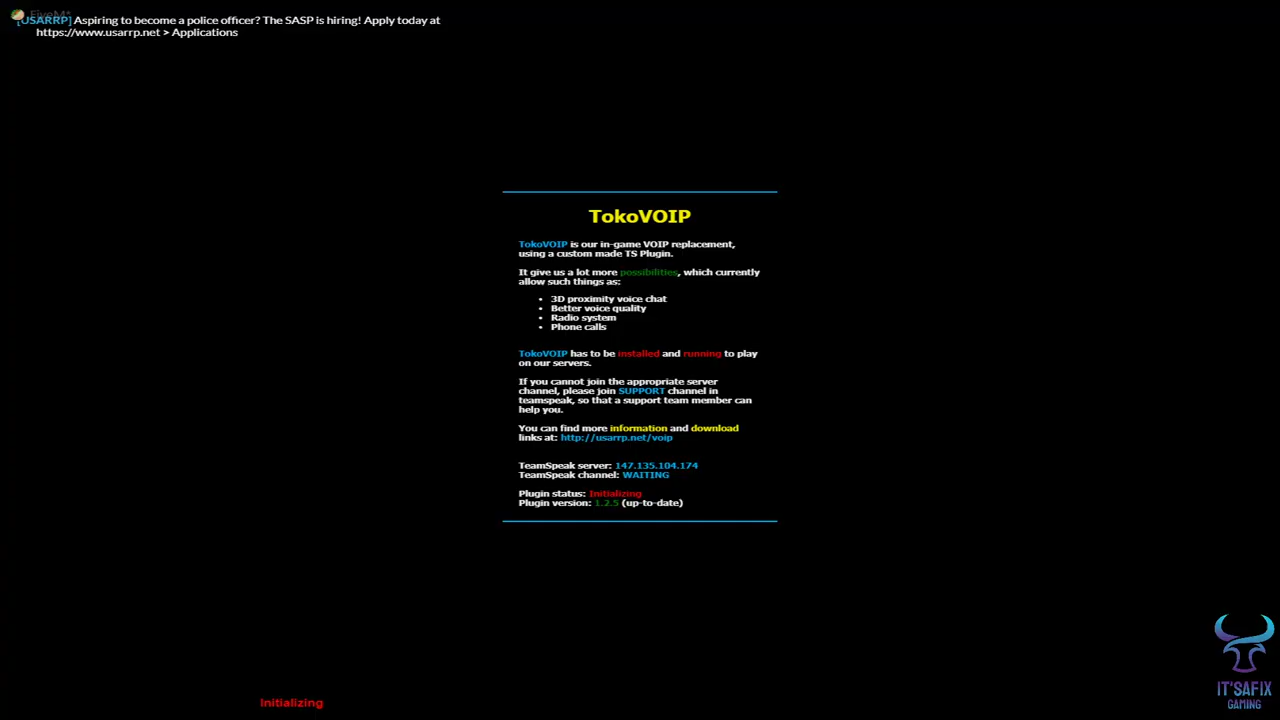 FiveM*
[USARRP] Aspiring to become a police officer? The SASP is hiring! Apply today at
https://www.usarrp.net > Applications
TokoVOIP
TokoVOIP is our in-game VOIP replacement,
using a custom made TS Plugin.
It give us a lot more possibilities, which currently
allow such things as:
• 3D proximity voice chat
• Better voice quality
• Radio system
• Phone calls
TokoVOIP has to be installed and running to play
on our servers.
If you cannot join the appropriate server
channel, please join SUPPORT channel in
teamspeak, so that a support team member can
help you.
You can find more information and download
links at: http://usarrp.net/voip
TeamSpeak server: 147.135.104.174
TeamSpeak channel: WAITING
Plugin status: Initializing
Plugin version: 1.2.5 (up-to-date)
Initializing
IT'SAFIX
GAMING